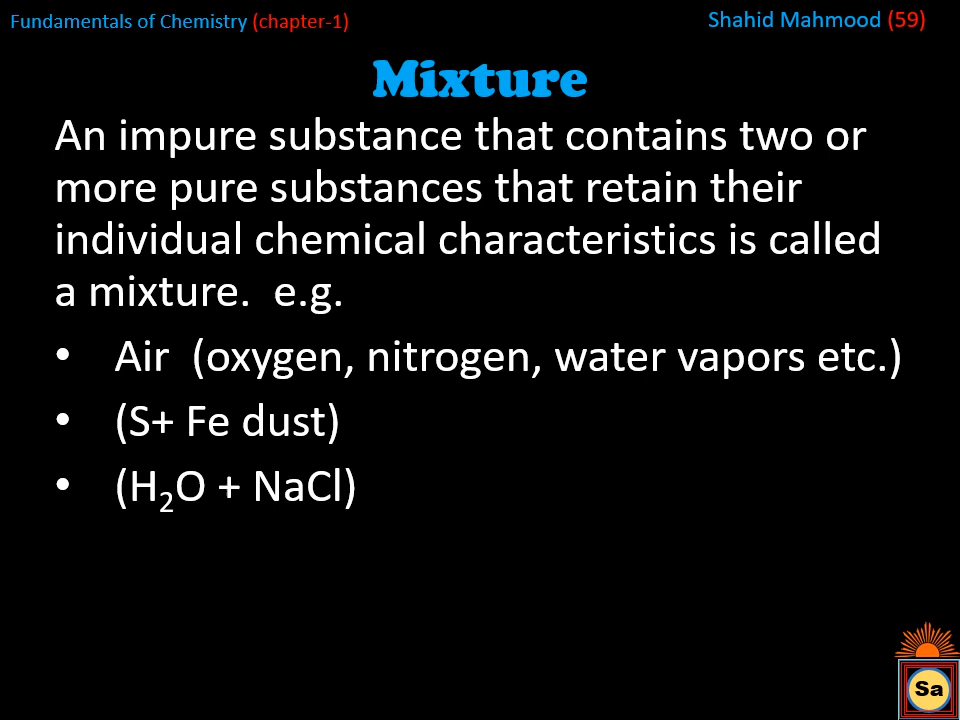 Fundamentals of Chemistry (chapter-1)
Shahid Mahmood (59)
Mixture
An impure substance that contains two or
more pure substances that retain their
individual chemical characteristics is called
a mixture.  e.g.
• Air  (oxygen, nitrogen, water vapors etc.)
• (S+ Fe dust)
• (H₂O + NaCl)
Sa